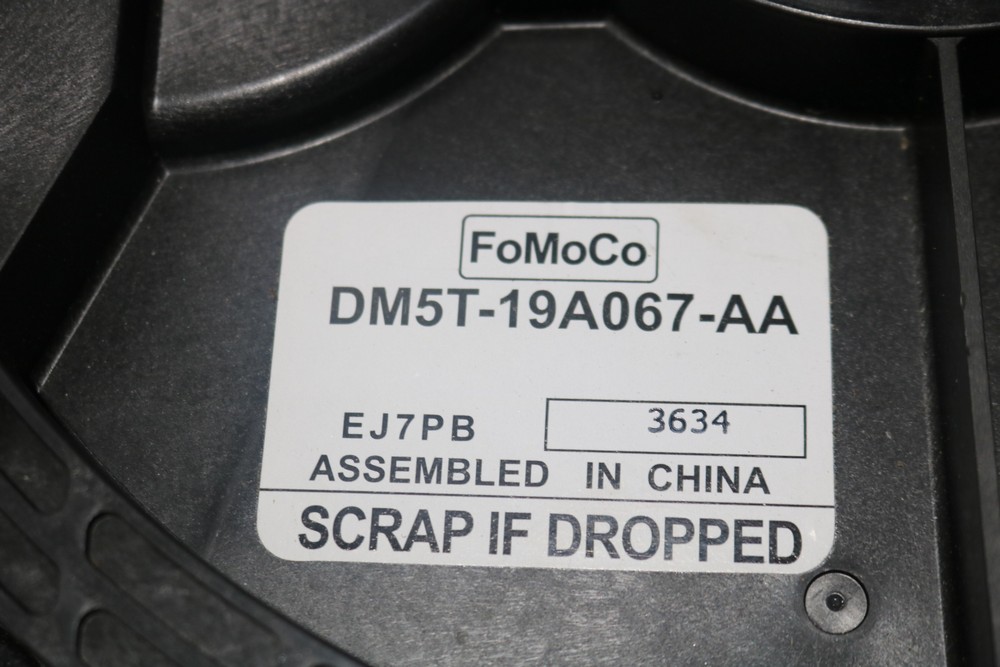 FoMoCo
DM5T-19A067-AA
EJ7PB 3634
ASSEMBLED IN CHINA
SCRAP IF DROPPED